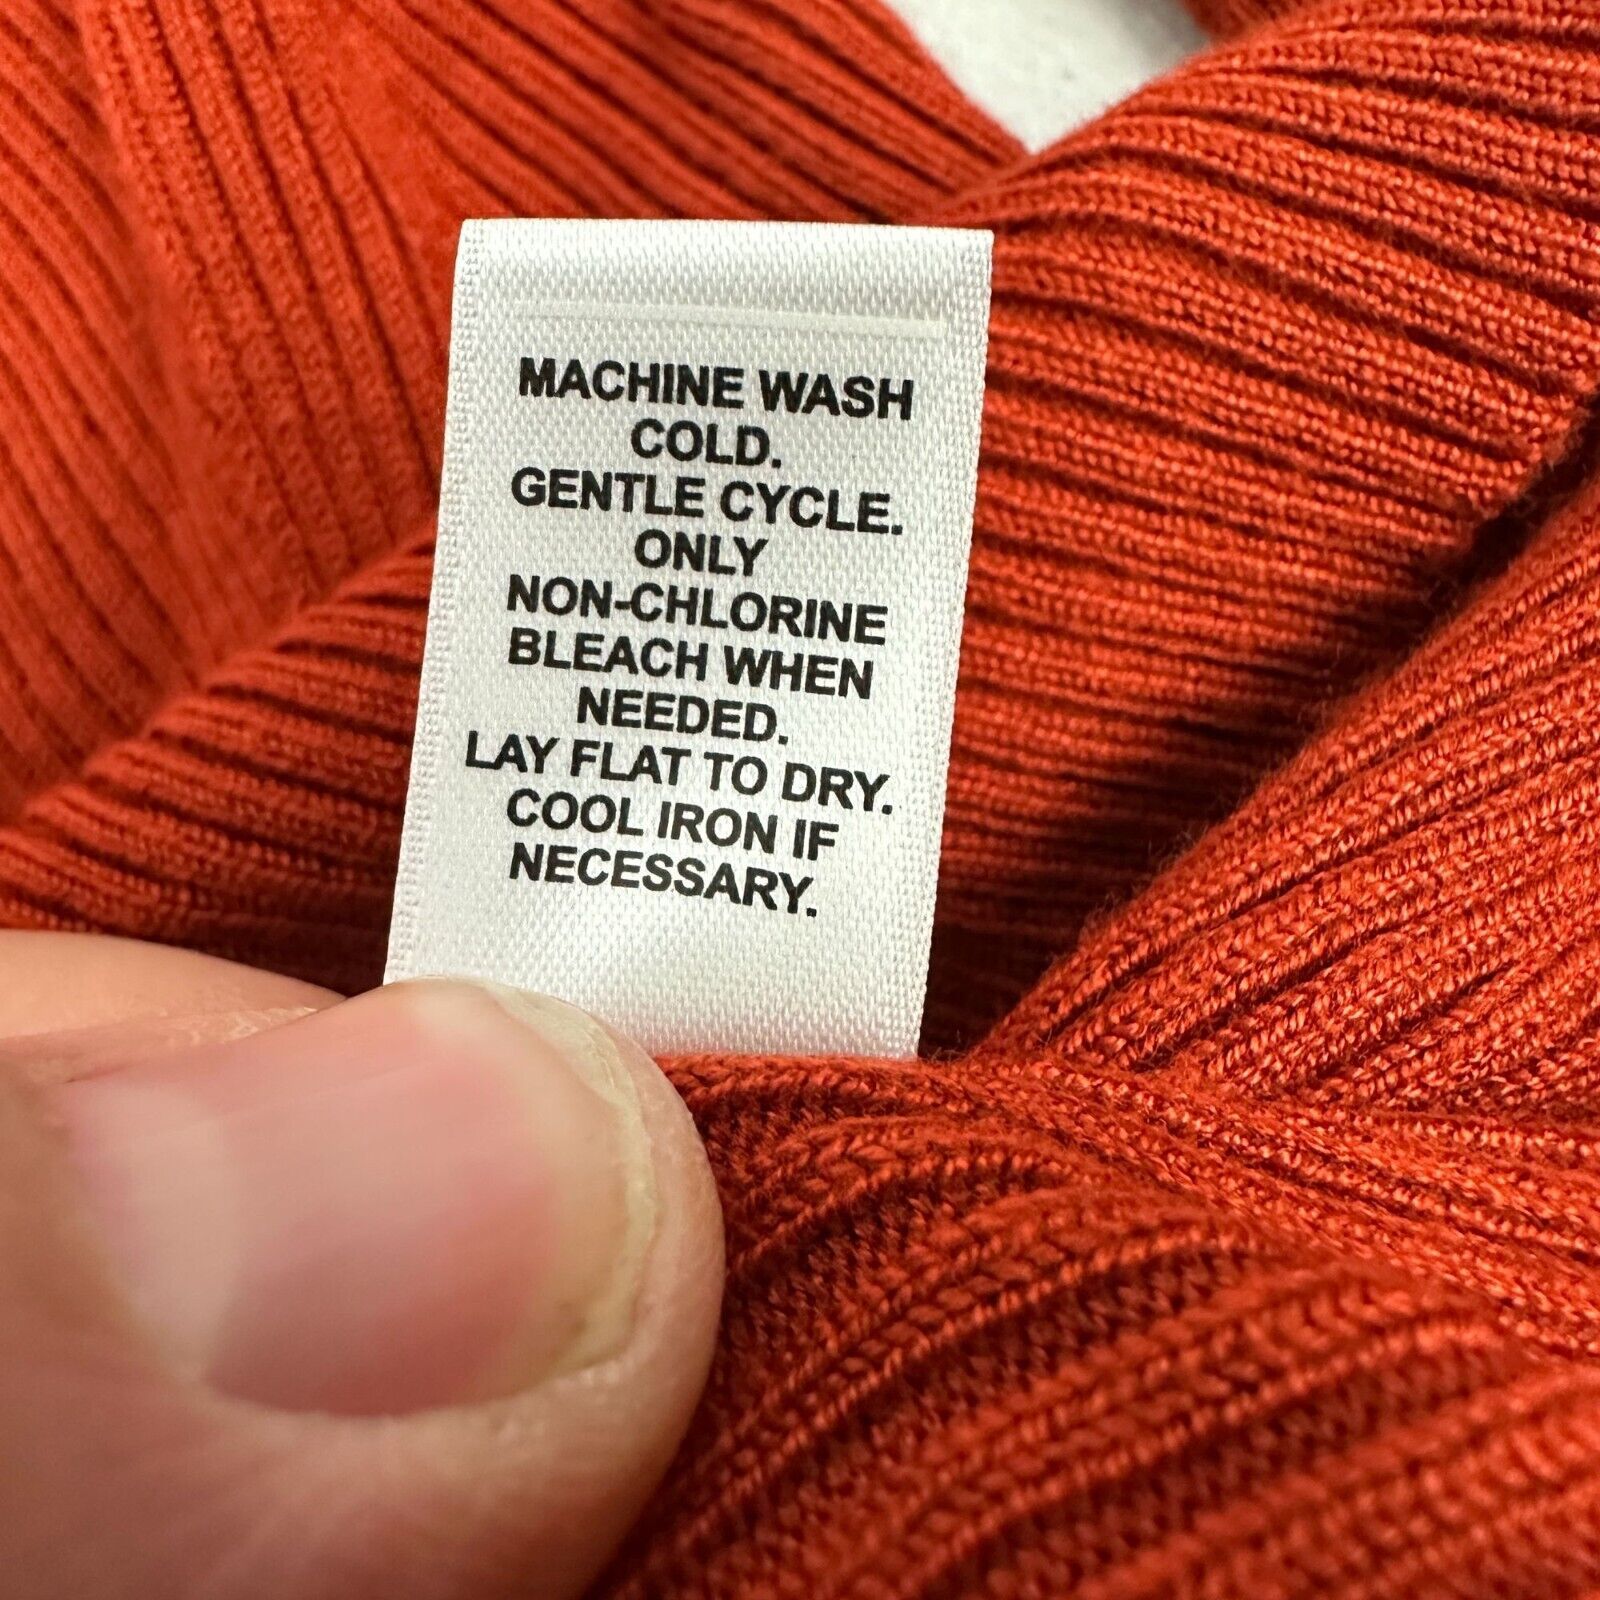 MACHINE WASH
COLD.
GENTLE CYCLE.
ONLY
NON-CHLORINE
BLEACH WHEN
NEEDED.
LAY FLAT TO DRY.
COOL IRON IF
NECESSARY.